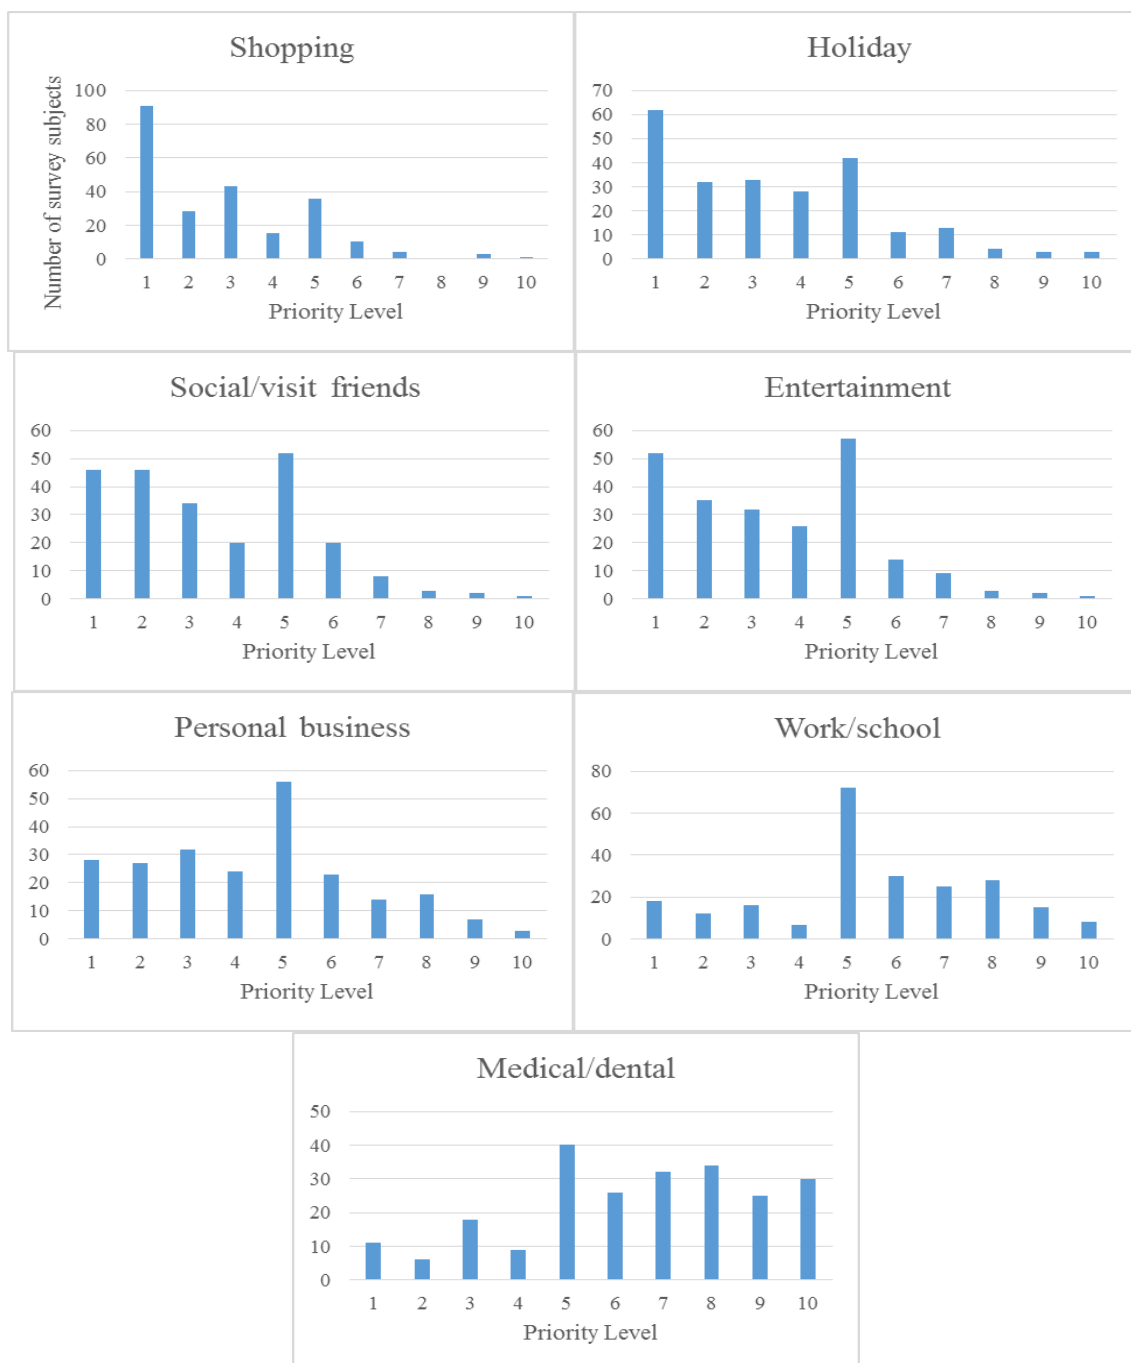 Shopping
Number of survey subjects
100
80
60
40
20
0
1 2 3 4 5 6 7 8 9 10
Priority Level
Holiday
70
60
50
40
30
20
10
0
1 2 3 4 5 6 7 8 9 10
Priority Level
Social/visit friends
60
50
40
30
20
10
0
1 2 3 4 5 6 7 8 9 10
Priority Level
Entertainment
60
50
40
30
20
10
0
1 2 3 4 5 6 7 8 9 10
Priority Level
Personal business
60
50
40
30
20
10
0
1 2 3 4 5 6 7 8 9 10
Priority Level
Work/school
80
60
40
20
0
1 2 3 4 5 6 7 8 9 10
Priority Level
Medical/dental
50
40
30
20
10
0
1 2 3 4 5 6 7 8 9 10
Priority Level